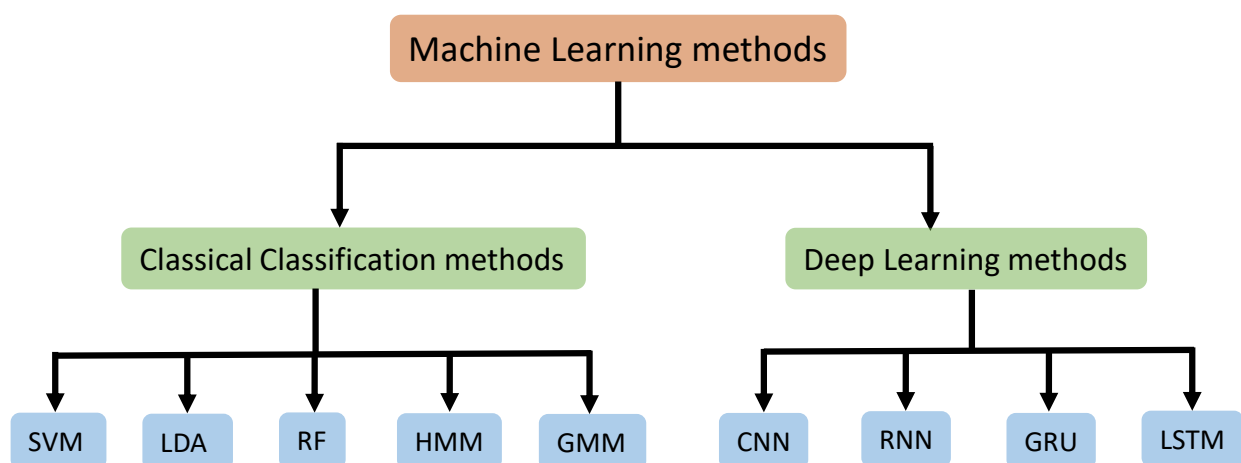 Machine Learning methods
Classical Classification methods
Deep Learning methods
SVM
LDA
RF
HMM
GMM
CNN
RNN
GRU
LSTM